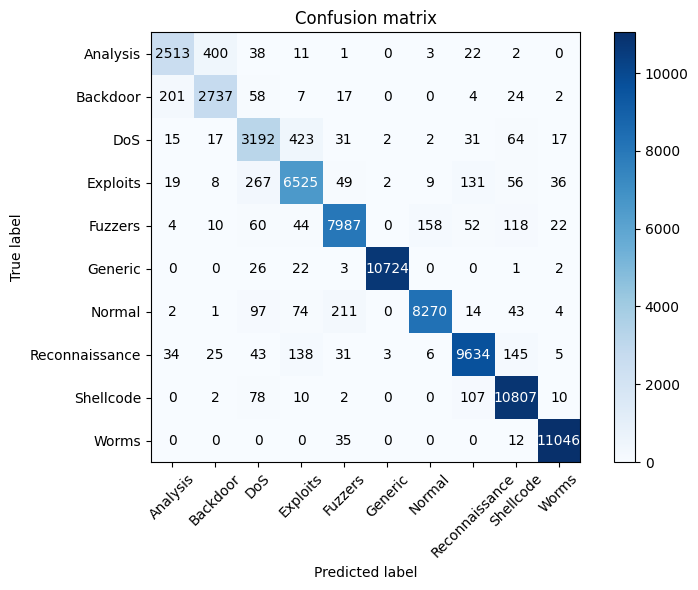 Confusion matrix
Analysis 2513 400 38 11 1 0 3 22 2 0
Backdoor 201 2737 58 7 17 0 0 4 24 2
DoS 15 17 3192 423 31 2 2 31 64 17
Exploits 19 8 267 6525 49 2 9 131 56 36
Fuzzers 4 10 60 44 7987 0 158 52 118 22
Generic 0 0 26 22 3 10724 0 0 1 2
Normal 2 1 97 74 211 0 8270 14 43 4
Reconnaissance 34 25 43 138 31 3 6 9634 145 5
Shellcode 0 2 78 10 2 0 0 107 10807 10
Worms 0 0 0 0 35 0 0 0 12 11046
Analysis Backdoor DoS Exploits Fuzzers Generic Normal Reconnaissance Shellcode Worms
Predicted label
True label
10000
8000
6000
4000
2000
0